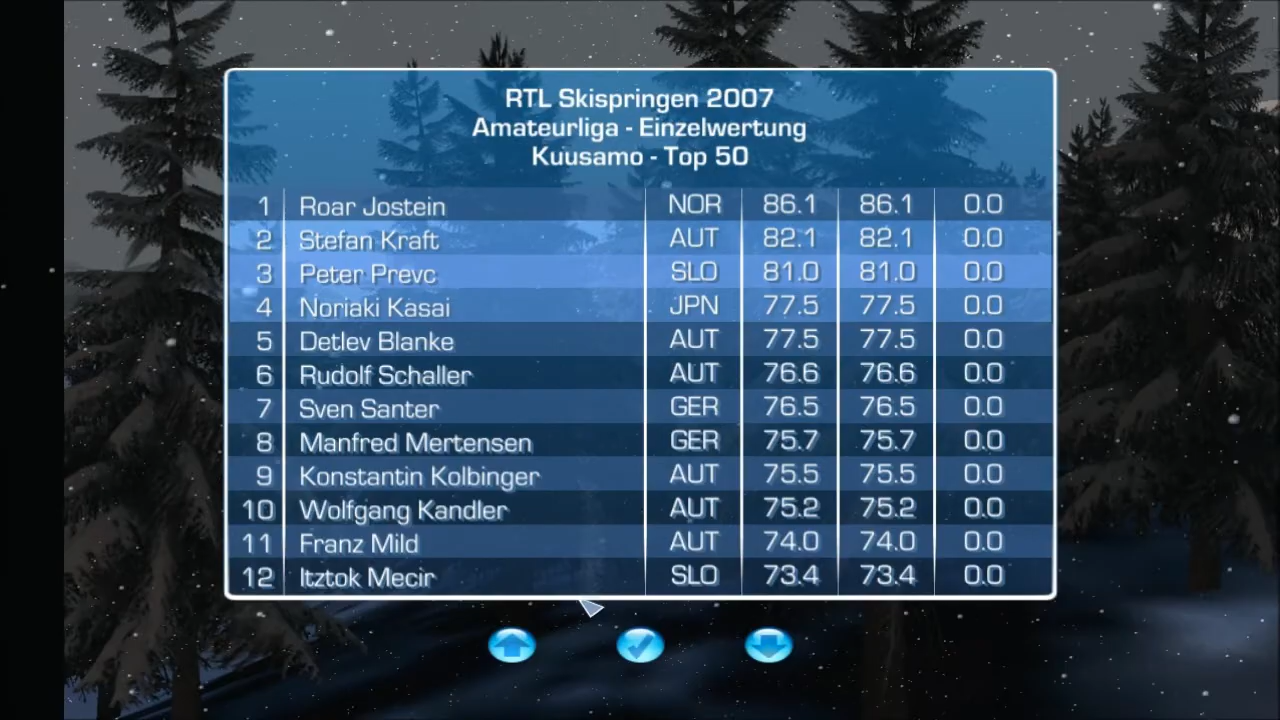 RTL Skispringen 2007
Amateurliga - Einzelwertung
Kuusamo - Top 50
1 Roar Jostein NOR 86.1 86.1 0.0
2 Stefan Kraft AUT 82.1 82.1 0.0
3 Peter Prevc SLO 81.0 81.0 0.0
4 Noriaki Kasai JPN 77.5 77.5 0.0
5 Detlev Blanke AUT 77.5 77.5 0.0
6 Rudolf Schaller AUT 76.6 76.6 0.0
7 Sven Santer GER 76.5 76.5 0.0
8 Manfred Mertensen GER 75.7 75.7 0.0
9 Konstantin Kolbinger AUT 75.5 75.5 0.0
10 Wolfgang Kandler AUT 75.2 75.2 0.0
11 Franz Mild AUT 74.0 74.0 0.0
12 Itztok Mecir SLO 73.4 73.4 0.0